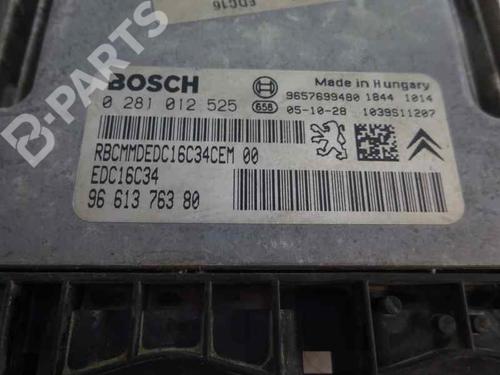 EDC16
B-PARTS
BOSCH
Made in Hungary
0 281 012 525
658
9657699480 1844 1014
05-10-28 1039S11207
RBCMMDEDC16C34CEM 00
EDC16C34
96 613 763 80